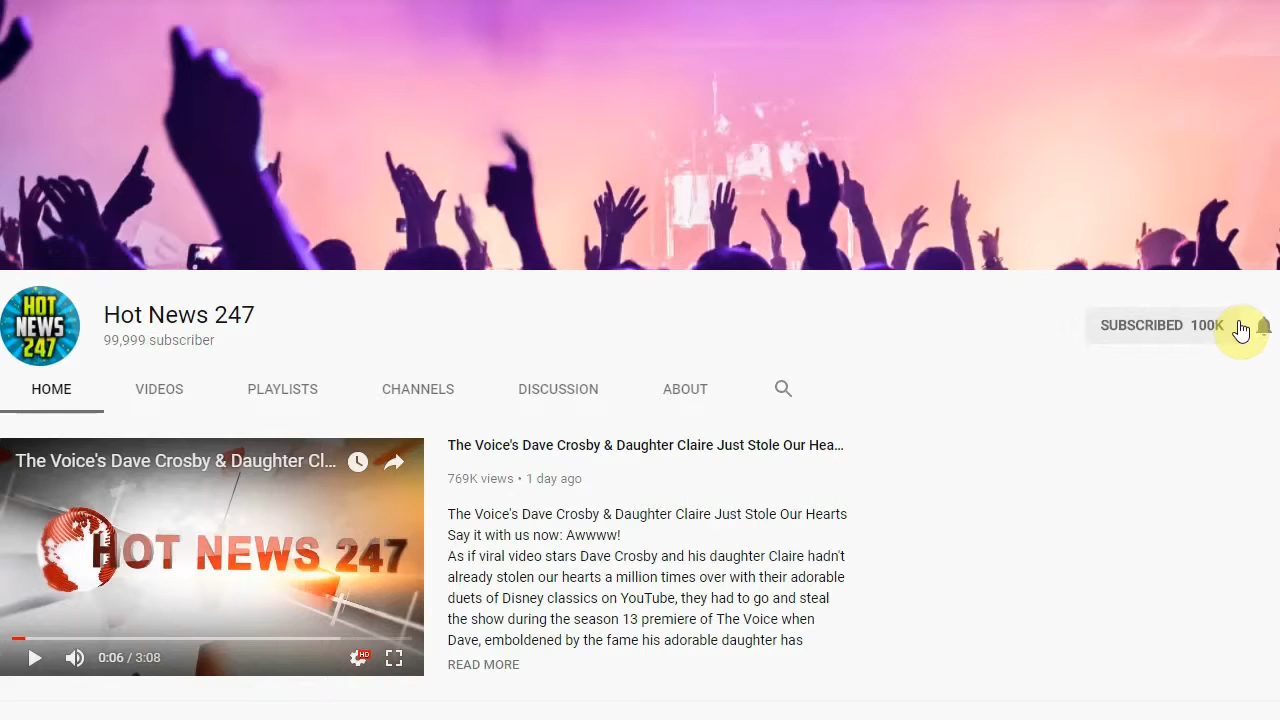 HOT
NEWS
247
Hot News 247
99,999 subscriber
SUBSCRIBED 100K
HOME VIDEOS PLAYLISTS CHANNELS DISCUSSION ABOUT
The Voice's Dave Crosby & Daughter Cl...
HOT NEWS 247
0:06 / 3:08
HD
The Voice's Dave Crosby & Daughter Claire Just Stole Our Hea...
769K views • 1 day ago
The Voice's Dave Crosby & Daughter Claire Just Stole Our Hearts
Say it with us now: Awwww!
As if viral video stars Dave Crosby and his daughter Claire hadn't
already stolen our hearts a million times over with their adorable
duets of Disney classics on YouTube, they had to go and steal
the show during the season 13 premiere of The Voice when
Dave, emboldened by the fame his adorable daughter has
READ MORE